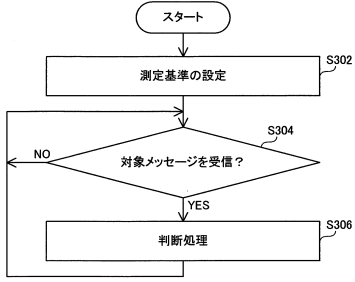 スタート
S302
測定基準の設定
S304
対象メッセージを受信？
NO
YES
S306
判断処理